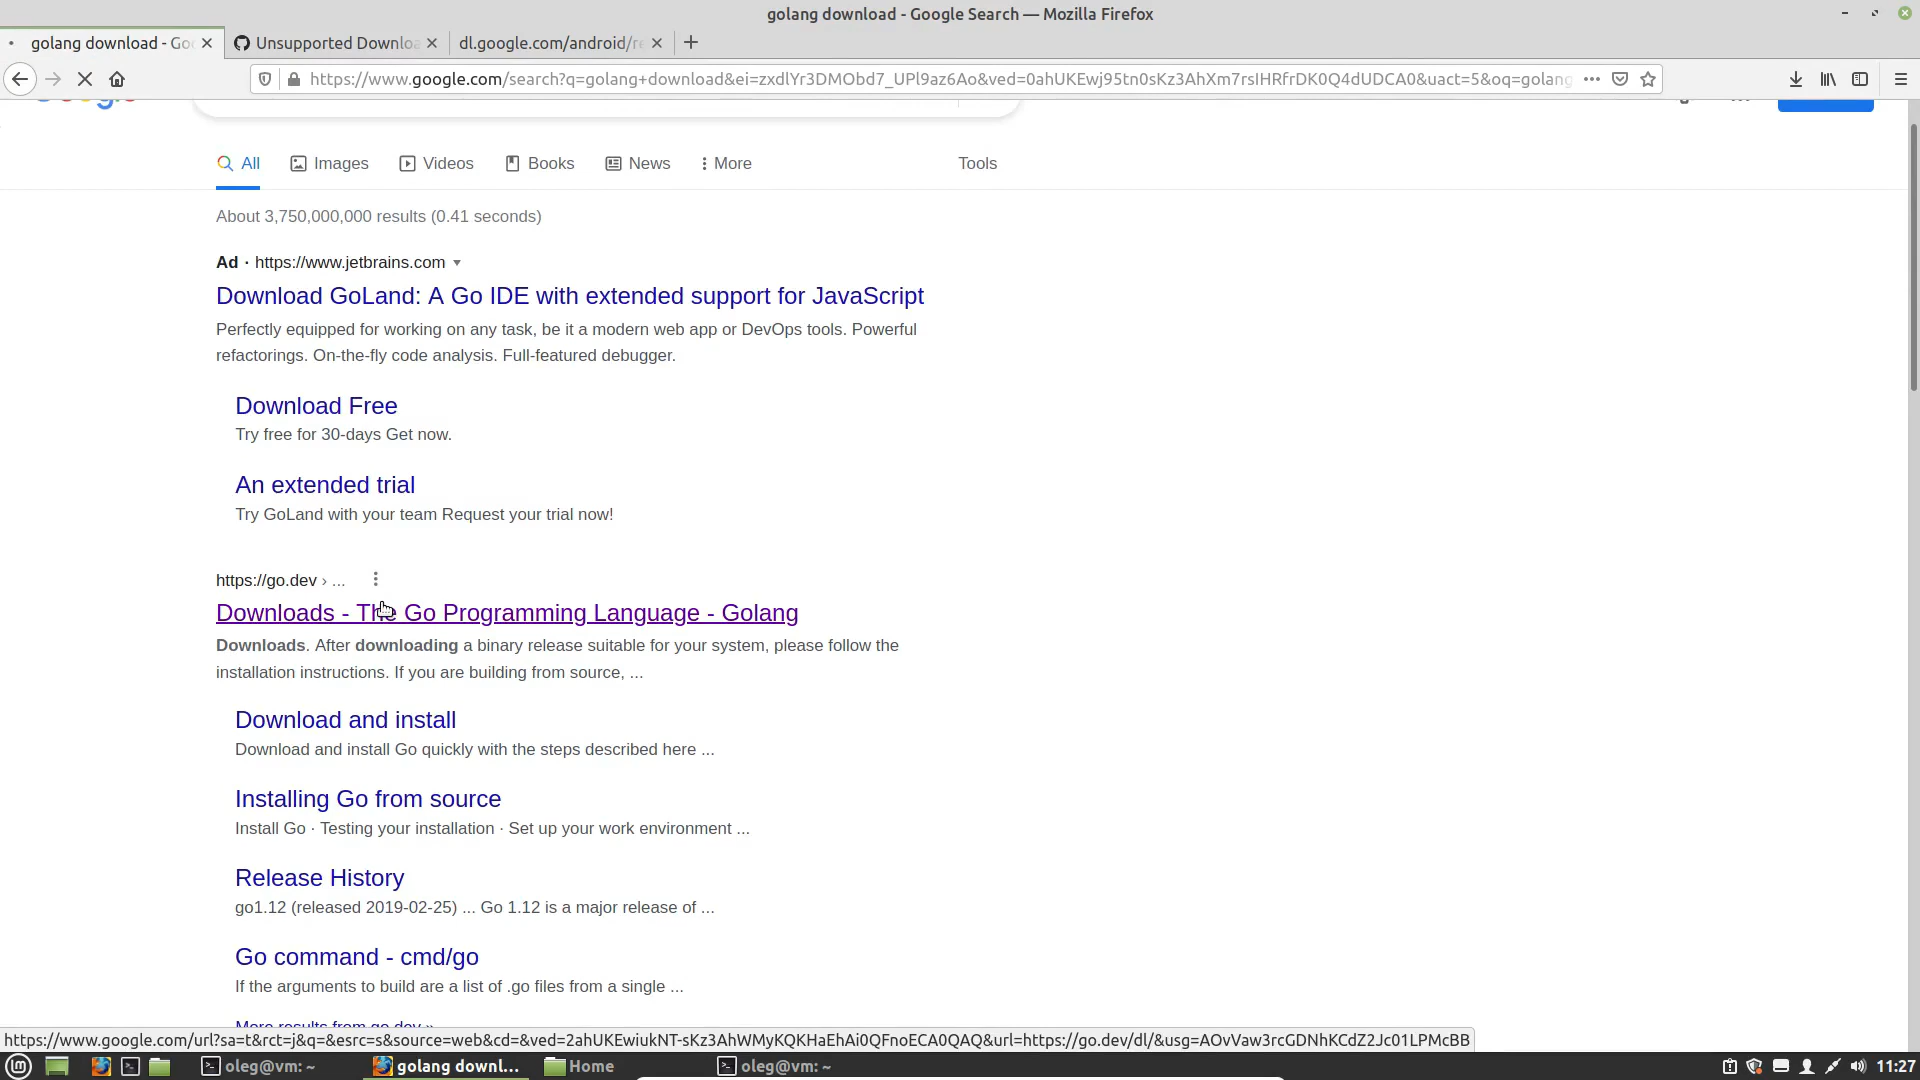 golang download - Google Search — Mozilla Firefox
golang download - Go
Unsupported Downloa
dl.google.com/android/re
https://www.google.com/search?q=golang+download&ei=zxdlYr3DMObd7_UPl9az6Ao&ved=0ahUKEwj95tn0sKz3AhXm7rsIHRfrDK0Q4dUDCA0&uact=5&oq=golang
All
Images
Videos
Books
News
More
Tools
About 3,750,000,000 results (0.41 seconds)
Ad · https://www.jetbrains.com
Download GoLand: A Go IDE with extended support for JavaScript
Perfectly equipped for working on any task, be it a modern web app or DevOps tools. Powerful
refactorings. On-the-fly code analysis. Full-featured debugger.
Download Free
Try free for 30-days Get now.
An extended trial
Try GoLand with your team Request your trial now!
https://go.dev › ...
Downloads - The Go Programming Language - Golang
Downloads. After downloading a binary release suitable for your system, please follow the
installation instructions. If you are building from source, ...
Download and install
Download and install Go quickly with the steps described here ...
Installing Go from source
Install Go · Testing your installation · Set up your work environment ...
Release History
go1.12 (released 2019-02-25) ... Go 1.12 is a major release of ...
Go command - cmd/go
If the arguments to build are a list of .go files from a single ...
More results from go.dev »
https://www.google.com/url?sa=t&rct=j&q=&esrc=s&source=web&cd=&ved=2ahUKEwiukNT-sKz3AhWMyKQKHaEhAi0QFnoECA0QAQ&url=https://go.dev/dl/&usg=AOvVaw3rcGDNhKCdZ2Jc01LPMcBB
oleg@vm: ~
golang downl...
Home
oleg@vm: ~
11:27